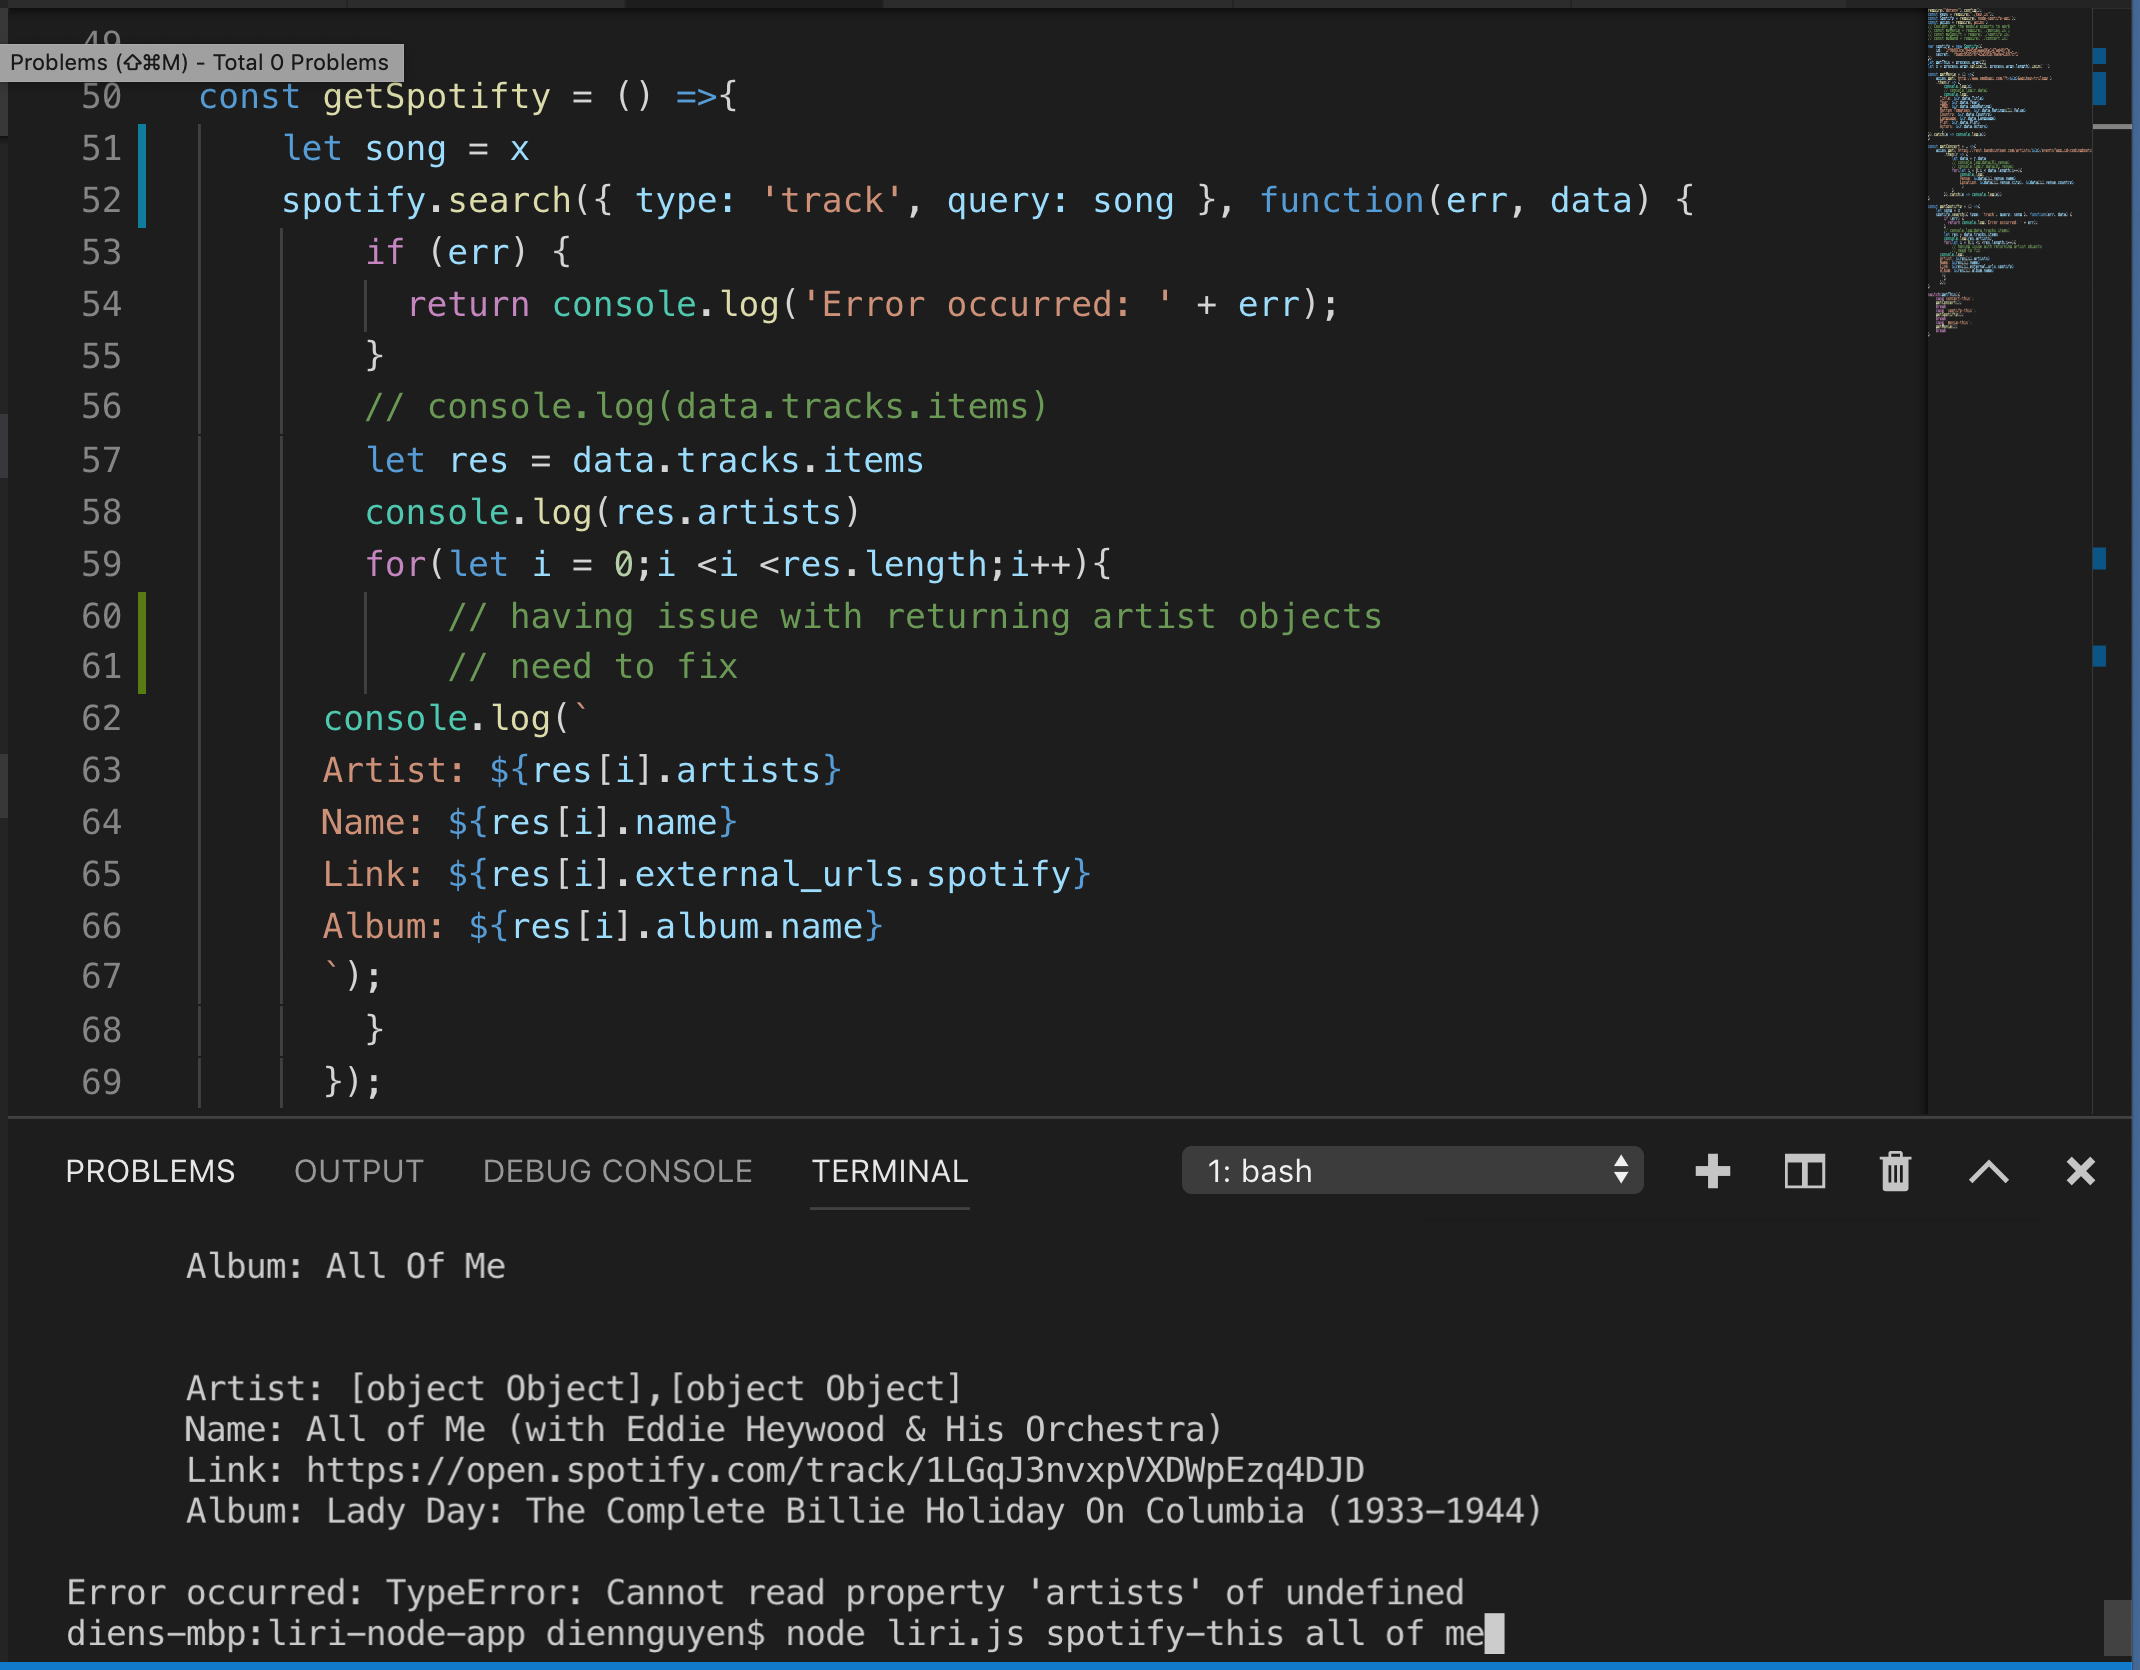 49
Problems (⇧⌘M) - Total 0 Problems
50 const getSpotifty = () =>{
51 let song = x
52 spotify.search({ type: 'track', query: song }, function(err, data) {
53 if (err) {
54 return console.log('Error occurred: ' + err);
55 }
56 // console.log(data.tracks.items)
57 let res = data.tracks.items
58 console.log(res.artists)
59 for(let i = 0;i <i <res.length;i++){
60 // having issue with returning artist objects
61 // need to fix
62 console.log(`
63 Artist: ${res[i].artists}
64 Name: ${res[i].name}
65 Link: ${res[i].external_urls.spotify}
66 Album: ${res[i].album.name}
67 `);
68 }
69 });
PROBLEMS OUTPUT DEBUG CONSOLE TERMINAL 1: bash
Album: All Of Me
Artist: [object Object],[object Object]
Name: All of Me (with Eddie Heywood & His Orchestra)
Link: https://open.spotify.com/track/1LGqJ3nvxpVXDWpEzq4DJD
Album: Lady Day: The Complete Billie Holiday On Columbia (1933-1944)
Error occurred: TypeError: Cannot read property 'artists' of undefined
diens-mbp:liri-node-app diennguyen$ node liri.js spotify-this all of me